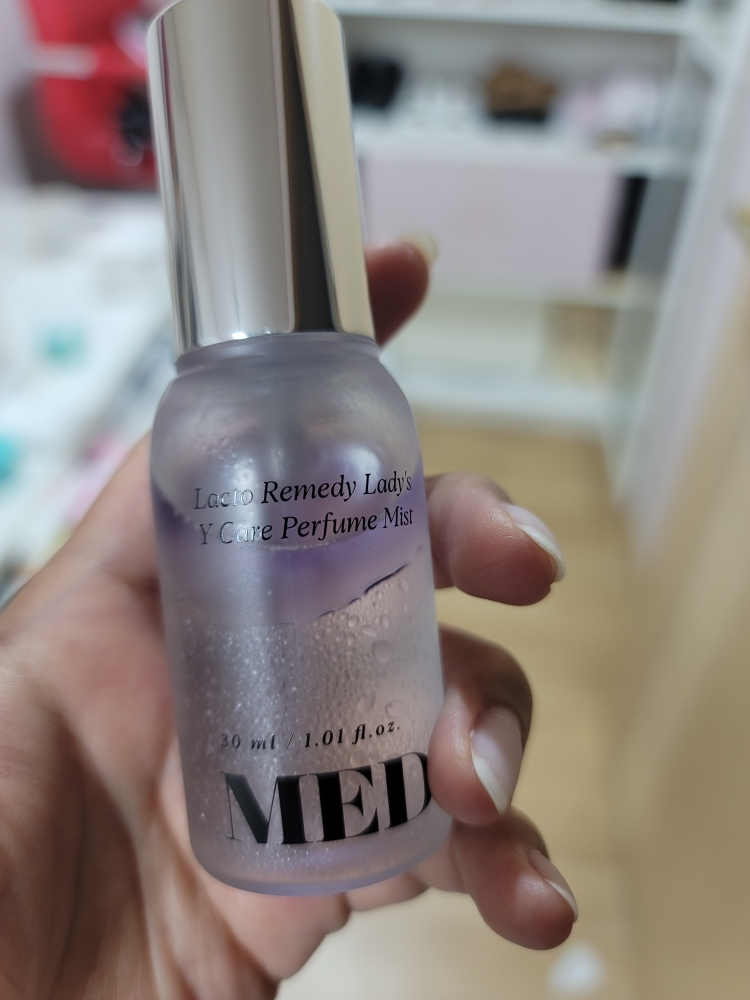 Lacto Remedy Lady's
Y Care Perfume Mist
30 ml / 1.01 fl.oz.
MED